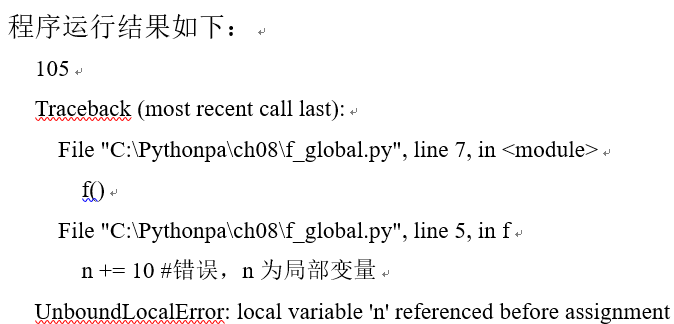 程序运行结果如下：
105
Traceback (most recent call last):
File "C:\Pythonpa\ch08\f_global.py", line 7, in <module>
f()
File "C:\Pythonpa\ch08\f_global.py", line 5, in f
n += 10 #错误，n 为局部变量
UnboundLocalError: local variable 'n' referenced before assignment